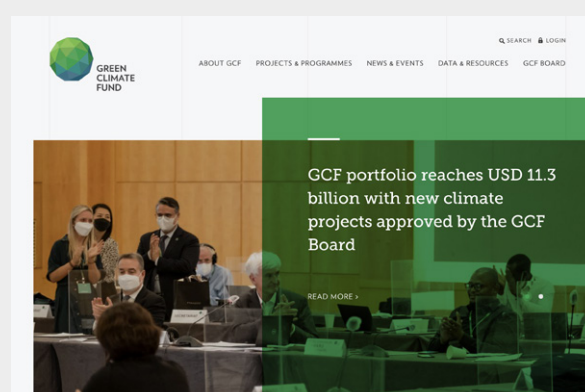 SEARCH LOGIN
GREEN
CLIMATE
FUND
ABOUT GCF PROJECTS & PROGRAMMES NEWS & EVENTS DATA & RESOURCES GCF BOARD
GCF portfolio reaches USD 11.3
billion with new climate
projects approved by the GCF
Board
READ MORE >